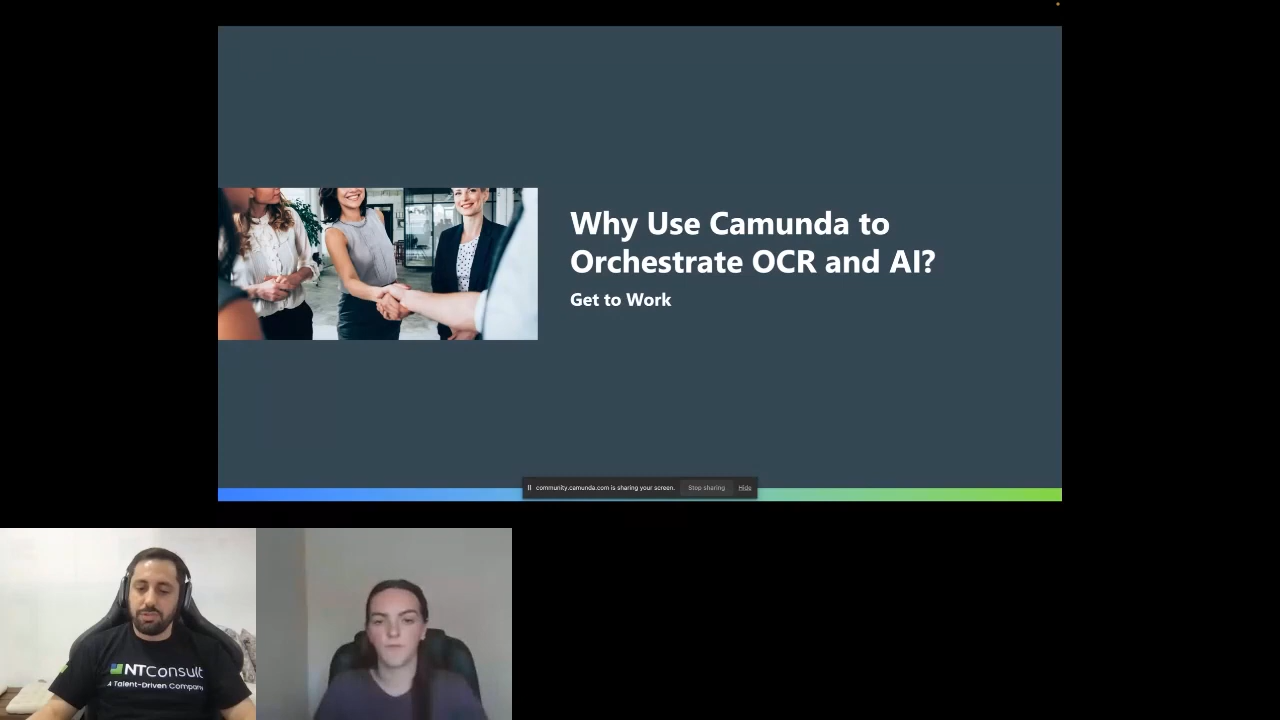 Why Use Camunda to
Orchestrate OCR and AI?
Get to Work
community.camunda.com is sharing your screen. Stop sharing Hide
NTConsult
A Talent-Driven Company